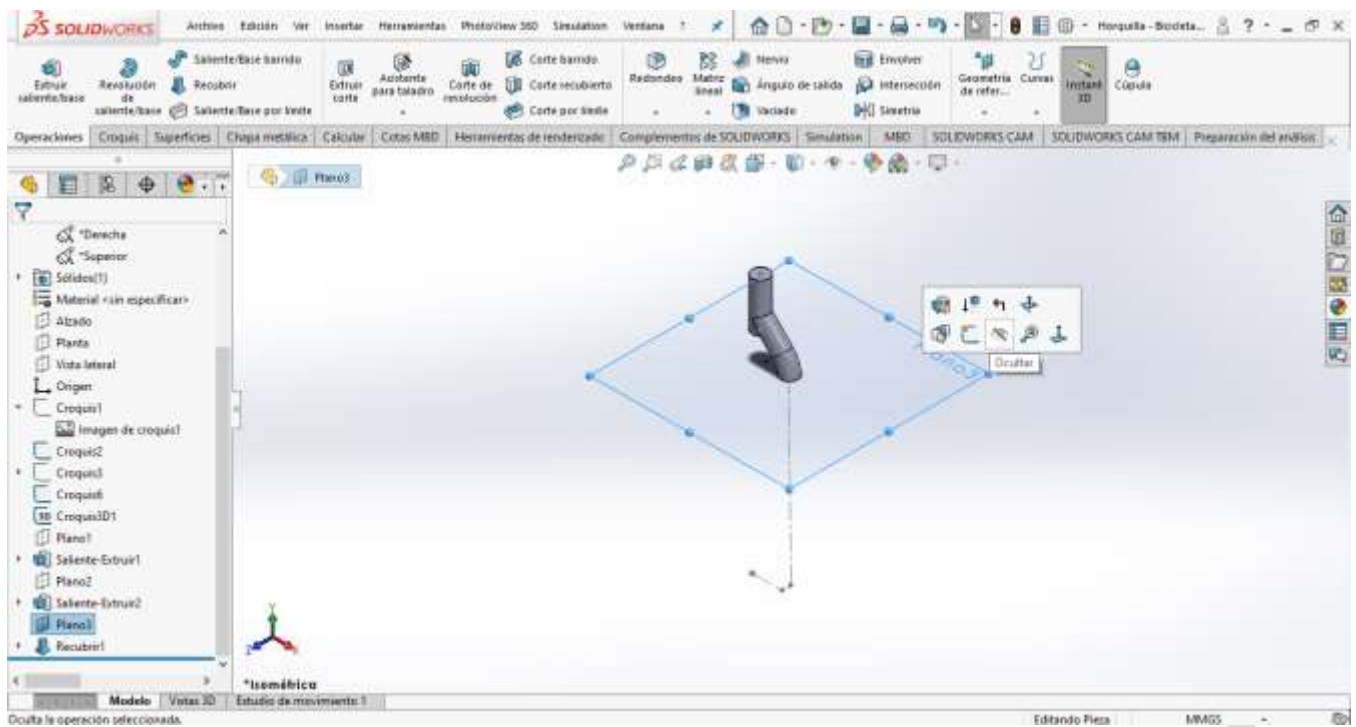 SOLIDWORKS Archivo Edición Ver Insertar Herramientas PhotoView 360 Simulation Ventana ? Horquilla - Biocleta...
Extruir saliente/base
Revolución de saliente/base
Saliente/Base barrido
Recubrir
Saliente/Base por límite
Extruir corte
Asistente para taladro
Corte de revolución
Corte barrido
Corte recubierto
Corte por límite
Redondeo
Matriz lineal
Nervio
Ángulo de salida
Vaciado
Envolver
Intersección
Simetría
Geometría de refer...
Curvas
Instant 3D
Cúpula
Operaciones Croquis Superficies Chapa metálica Calcular Cotas MBD Herramientas de renderizado Complementos de SOLIDWORKS Simulation MBD SOLIDWORKS CAM SOLIDWORKS CAM TBM Preparación del análisis
Plano3
*Derecha
*Superior
Sólidos(1)
Material <sin especificar>
Alzado
Planta
Vista lateral
Origen
Croquis1
Imagen de croquis1
Croquis2
Croquis3
Croquis6
3D Croquis3D1
Plano1
Saliente-Extruir1
Plano2
Saliente-Extruir2
Plano3
Recubrir1
Plano3
Ocultar
Y
Z X
*Isométrica
Modelo Vistas 3D Estudio de movimiento 1
Oculta la operación seleccionada. Editando Pieza MMGS